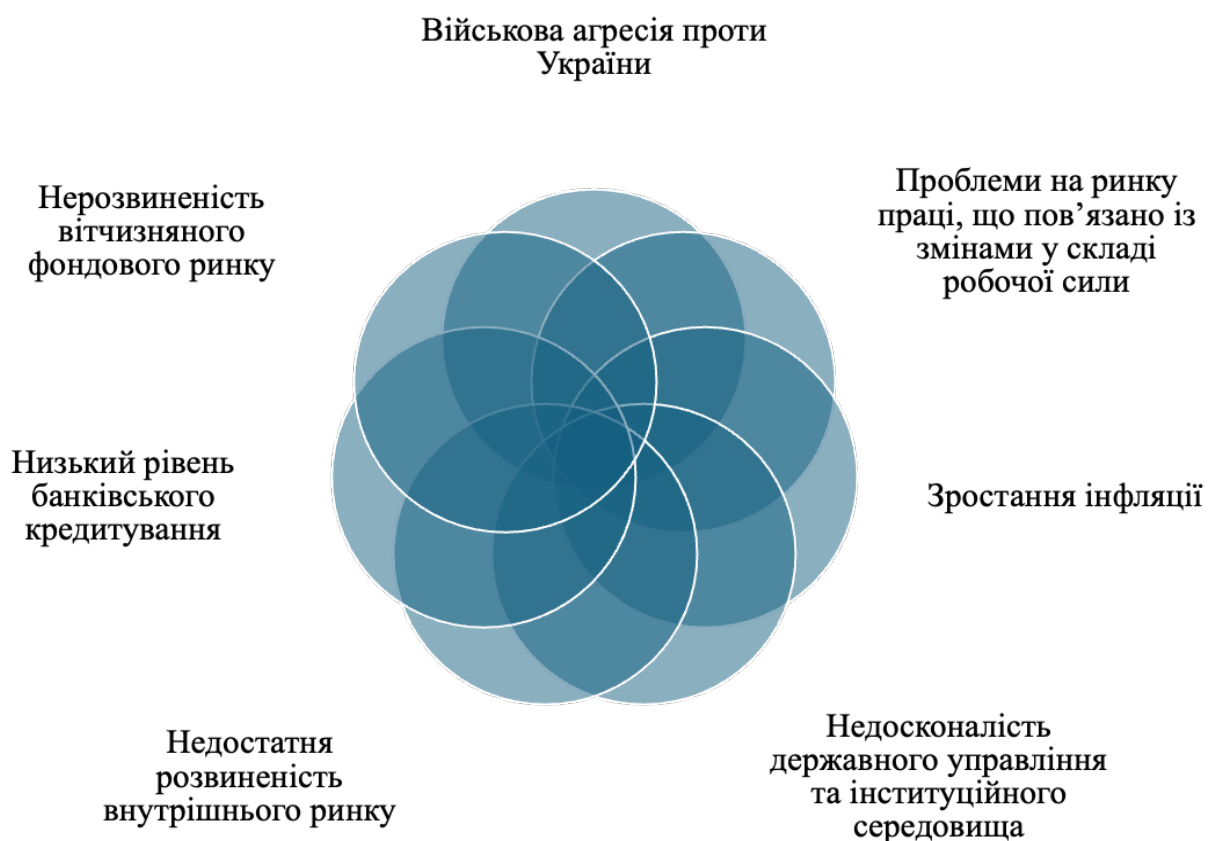 Військова агресія проти
України
Проблеми на ринку
праці, що пов’язано із
змінами у складі
робочої сили
Зростання інфляції
Недосконалість
державного управління
та інституційного
середовища
Недостатня
розвиненість
внутрішнього ринку
Низький рівень
банківського
кредитування
Нерозвиненість
вітчизняного
фондового ринку